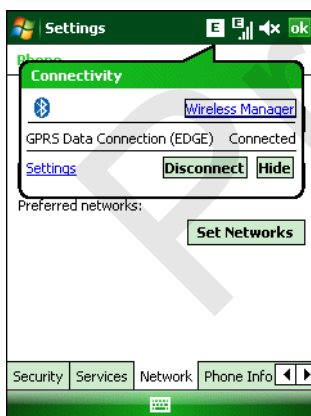 Settings E E ok
Phone
Connectivity
Wireless Manager
GPRS Data Connection (EDGE) Connected
Settings Disconnect Hide
Preferred networks:
Set Networks
Security Services Network Phone Info